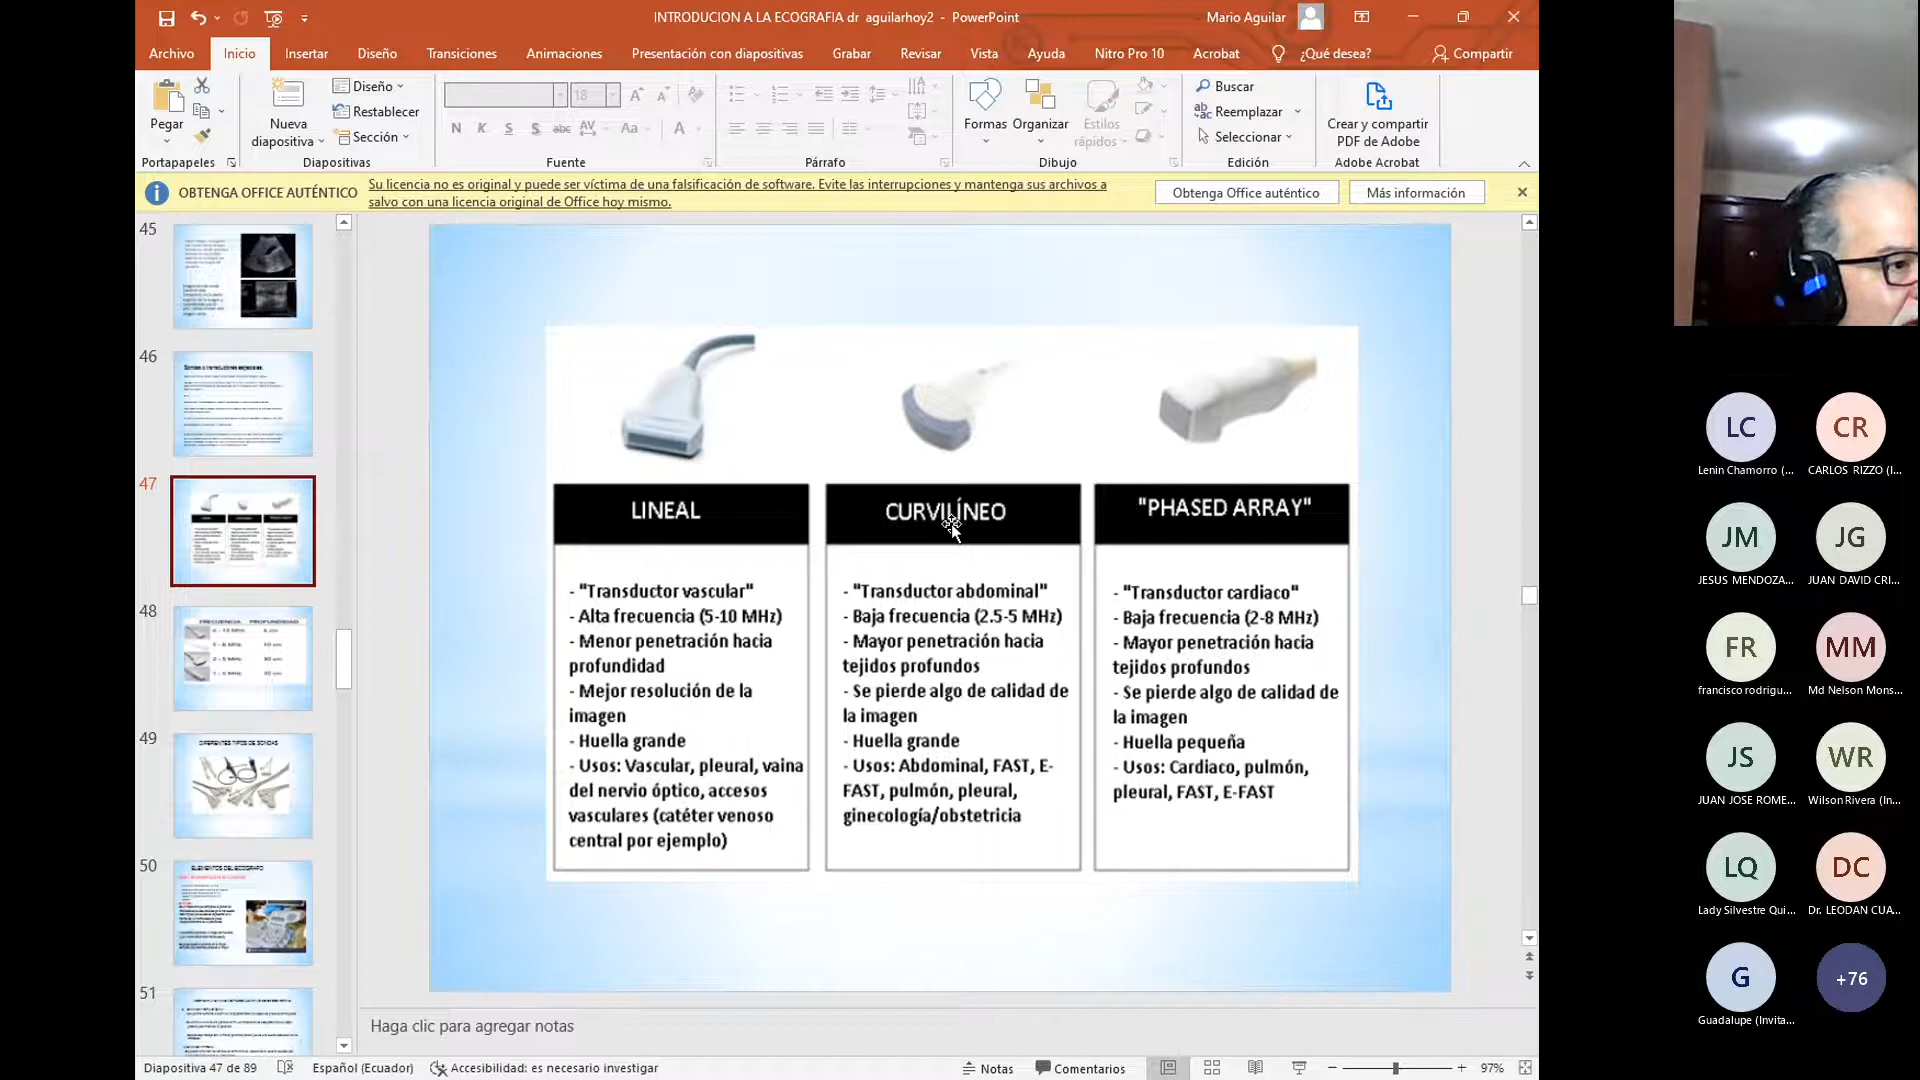 INTRODUCION A LA ECOGRAFIA dr aguilarhoy2 - PowerPoint
Mario Aguilar
Archivo Inicio Insertar Diseño Transiciones Animaciones Presentación con diapositivas Grabar Revisar Vista Ayuda Nitro Pro 10 Acrobat ¿Qué desea? Compartir
Pegar
Portapapeles
Nueva
diapositiva
Diseño
Restablecer
Sección
Diapositivas
18
N K S S abc AV Aa A
Fuente
Párrafo
Formas
Organizar
Estilos
rápidos
Dibujo
Buscar
Reemplazar
Seleccionar
Edición
Crear y compartir
PDF de Adobe
Adobe Acrobat
OBTENGA OFFICE AUTÉNTICO
Su licencia no es original y puede ser víctima de una falsificación de software. Evite las interrupciones y mantenga sus archivos a
salvo con una licencia original de Office hoy mismo.
Obtenga Office auténtico
Más información
45
46
47
48
FRECUENCIA PROFUNDIDAD
49
DIFERENTES TIPOS DE SONDAS
50
ELEMENTOS DEL ECOGRAFO
51
LINEAL
- "Transductor vascular"
- Alta frecuencia (5-10 MHz)
- Menor penetración hacia
profundidad
- Mejor resolución de la
imagen
- Huella grande
- Usos: Vascular, pleural, vaina
del nervio óptico, accesos
vasculares (catéter venoso
central por ejemplo)
CURVILÍNEO
- "Transductor abdominal"
- Baja frecuencia (2.5-5 MHz)
- Mayor penetración hacia
tejidos profundos
- Se pierde algo de calidad de
la imagen
- Huella grande
- Usos: Abdominal, FAST, E-
FAST, pulmón, pleural,
ginecología/obstetricia
"PHASED ARRAY"
- "Transductor cardiaco"
- Baja frecuencia (2-8 MHz)
- Mayor penetración hacia
tejidos profundos
- Se pierde algo de calidad de
la imagen
- Huella pequeña
- Usos: Cardiaco, pulmón,
pleural, FAST, E-FAST
Haga clic para agregar notas
Diapositiva 47 de 89
Español (Ecuador)
Accesibilidad: es necesario investigar
Notas
Comentarios
97%
LC
Lenin Chamorro (...
CR
CARLOS RIZZO (I...
JM
JESUS MENDOZA...
JG
JUAN DAVID CRI...
FR
francisco rodrigu...
MM
Md Nelson Mons...
JS
JUAN JOSE ROME...
WR
Wilson Rivera (In...
LQ
Lady Silvestre Qui...
DC
Dr. LEODAN CUA...
G
Guadalupe (Invita...
+76